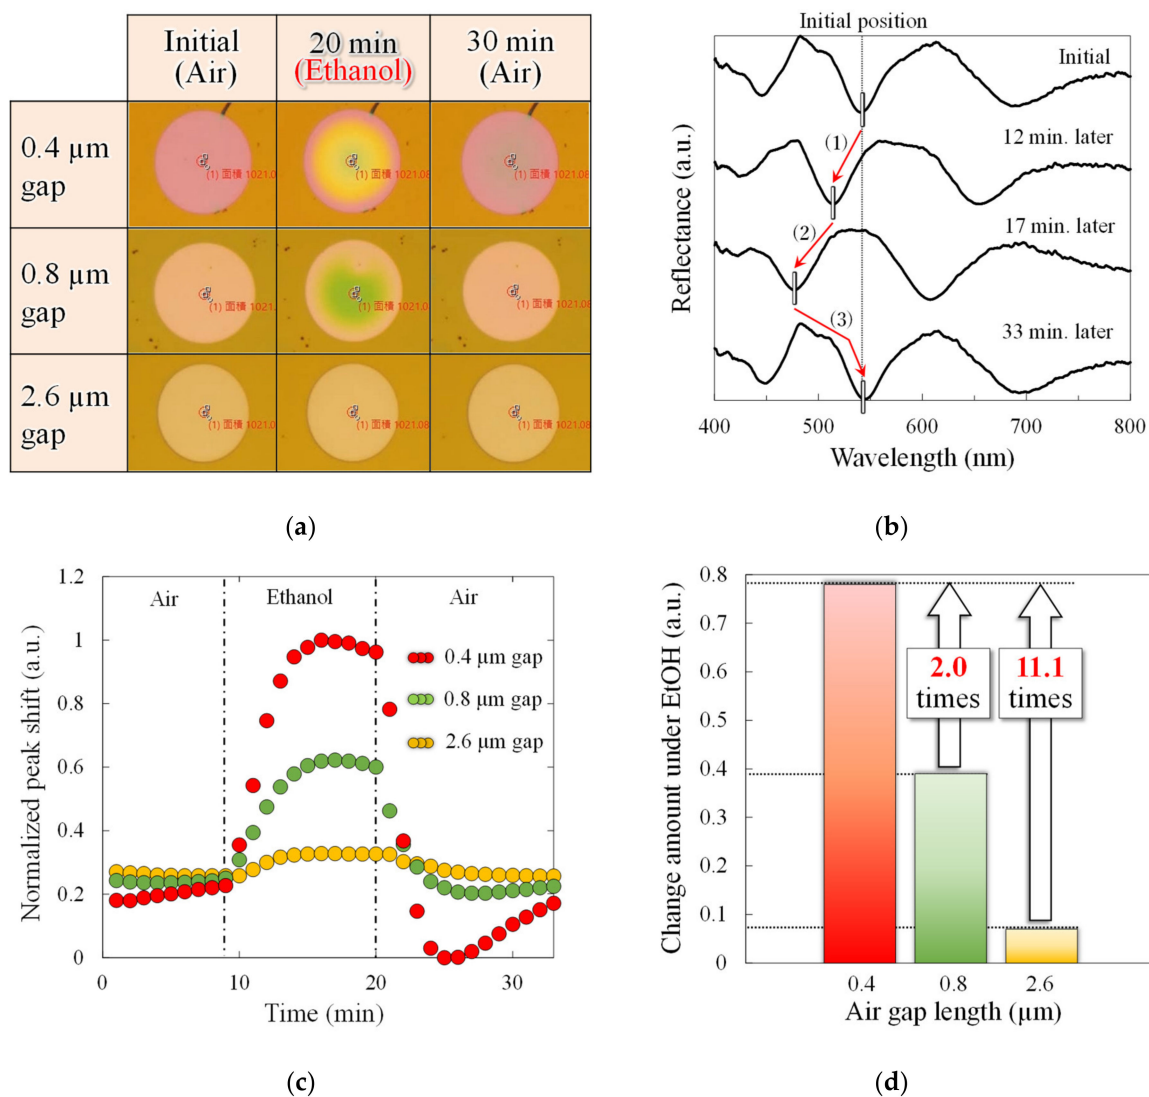 Initial
(Air)
20 min
(Ethanol)
30 min
(Air)
0.4 µm
gap
(1) 面積 1021.08
(1) 面積 1021.08
(1) 面積 1021.08
0.8 µm
gap
(1) 面積 1021.08
(1) 面積 1021.08
(1) 面積 1021.08
2.6 µm
gap
(1) 面積 1021.08
(1) 面積 1021.08
(1) 面積 1021.08
(a)
Initial position
Initial
12 min. later
17 min. later
33 min. later
(1)
(2)
(3)
Reflectance (a.u.)
400
500
600
700
800
Wavelength (nm)
(b)
Normalized peak shift (a.u.)
1.2
1
0.8
0.6
0.4
0.2
0
Air
Ethanol
Air
0.4 µm gap
0.8 µm gap
2.6 µm gap
0
10
20
30
Time (min)
(c)
Change amount under EtOH (a.u.)
0.8
0.7
0.6
0.5
0.4
0.3
0.2
0.1
0
2.0
times
11.1
times
0.4
0.8
2.6
Air gap length (µm)
(d)